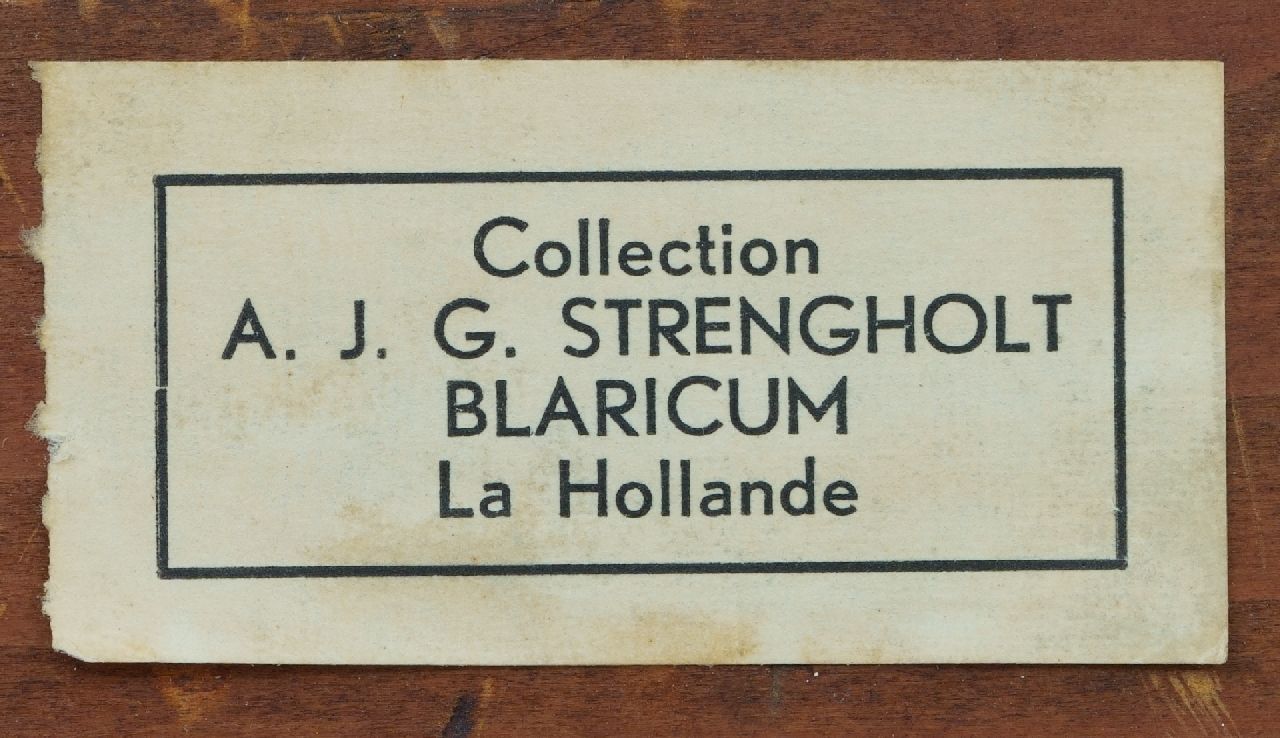 Collection
A. J. G. STRENGHOLT
BLARICUM
La Hollande